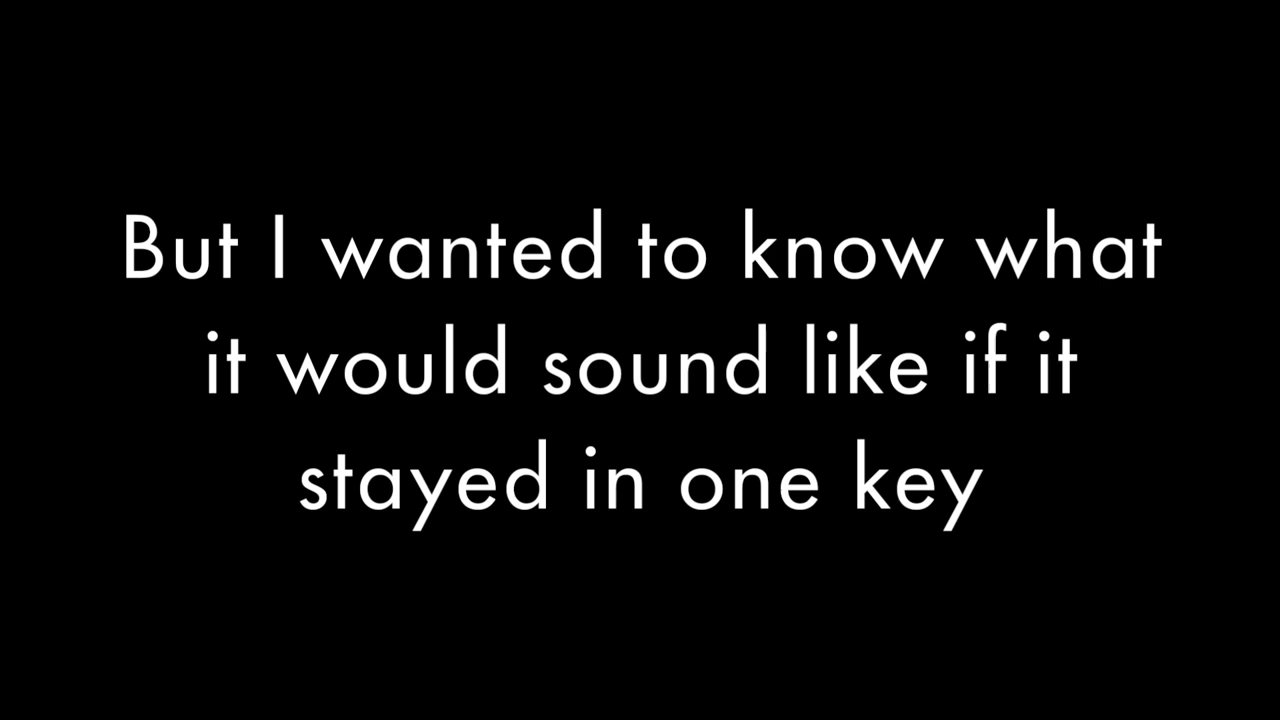 But I wanted to know what
it would sound like if it
stayed in one key